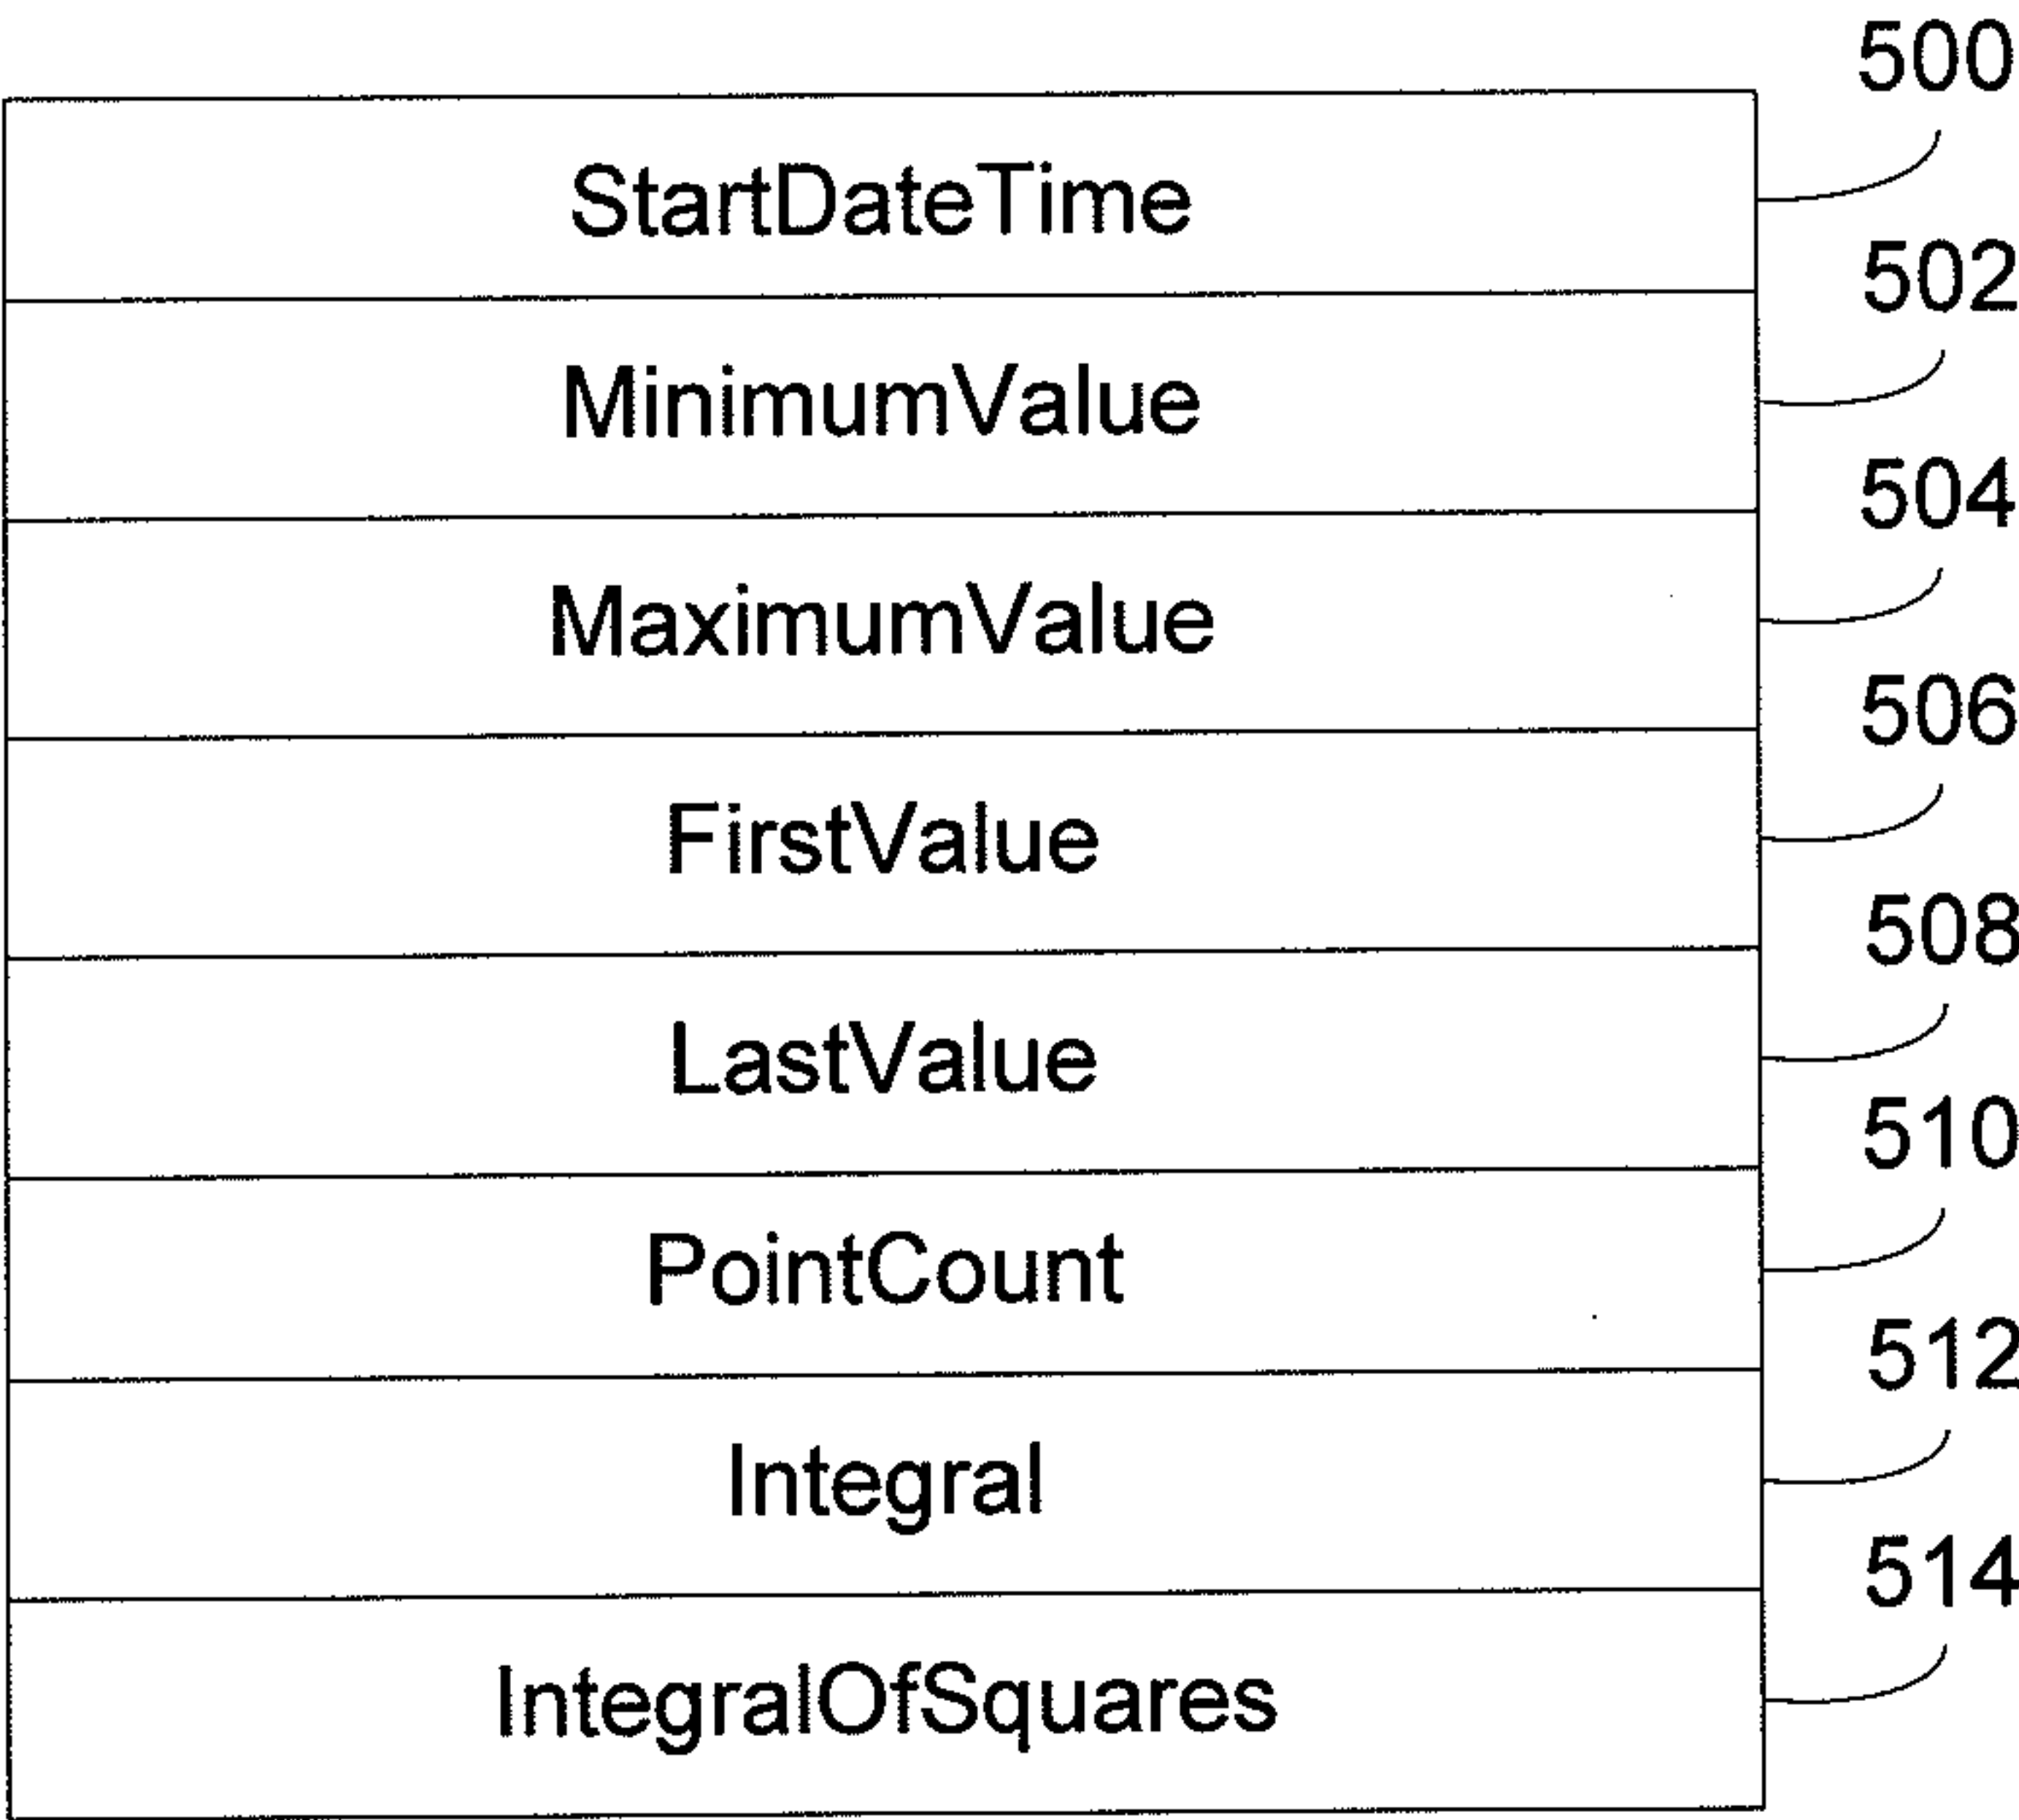 500
StartDateTime
502
MinimumValue
504
MaximumValue
506
FirstValue
508
LastValue
510
PointCount
512
Integral
514
IntegralOfSquares